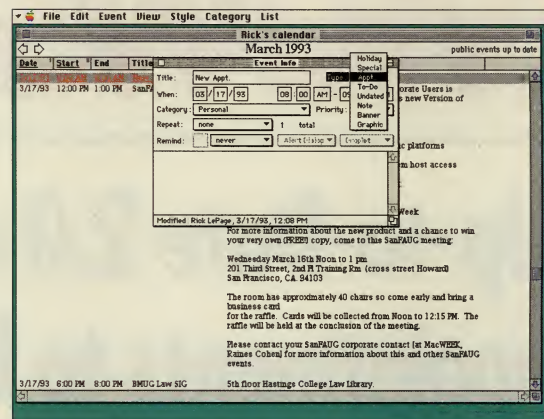 File Edit Event View Style Category List
Rick's calendar
March 1993
public events up to date
Date Start End Title
Event Info
Title: New Appt.
Type
Holiday
Special
Appt.
To-Do
Undated
Note
Banner
Graphic
When: 03/17/93 08:00 AM
Category: Personal
Priority:
Repeat: none 1 total
Remind: never
Modified Rick LePage, 3/17/93, 12:08 PM
3/17/93 12:00 PM 1:00 PM SanFA
orate Users is
s new Version of
c platforms
m host access
Week
For more information about the new product and a chance to win
your very own (FREE!) copy, come to this SanFAUG meeting:
Wednesday March 16th Noon to 1 pm
201 Third Street, 2nd Fl Training Rm (cross street Howard)
San Francisco, CA. 94103
The room has approximately 40 chairs so come early and bring a
business card
for the raffle. Cards will be collected from Noon to 12:15 PM. The
raffle will be held at the conclusion of the meeting.
Please contact your SanFAUG corporate contact [at MacWEEK,
Raines Cohen] for more information about this and other SanFAUG
events.
3/17/93 6:00 PM 8:00 PM BMUG Law SIG 5th floor Hastings College Law Library.